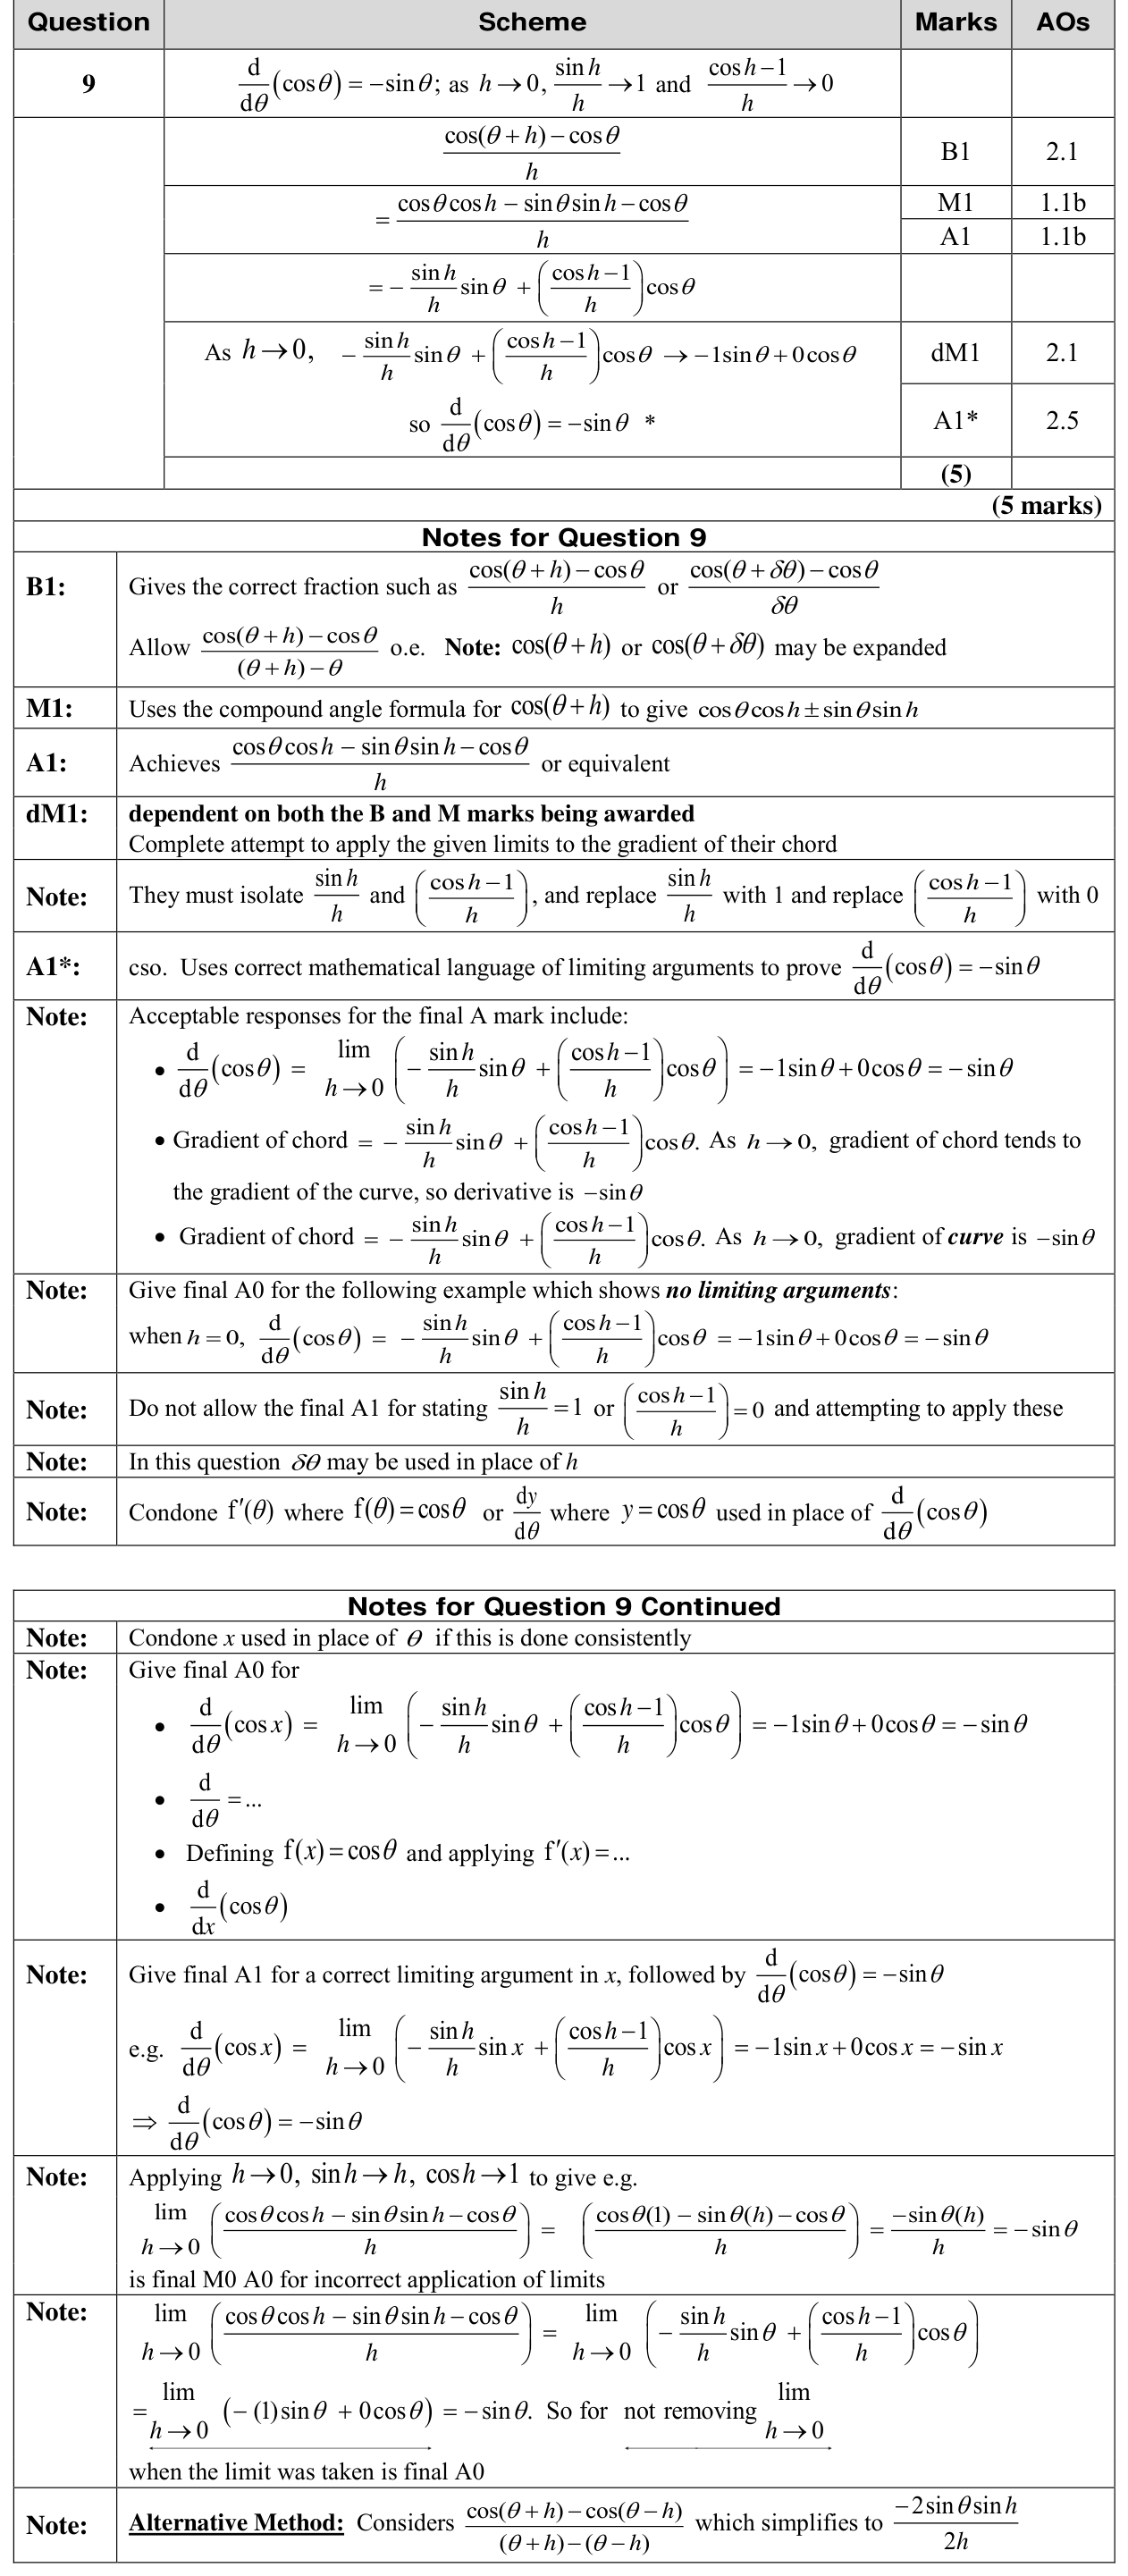 Question Scheme Marks AOs
9 d/dθ (cosθ) = −sinθ; as h → 0, sin h/h → 1 and (cos h − 1)/h → 0
(cos(θ + h) − cosθ)/h B1 2.1
= (cosθ cos h − sinθ sin h − cosθ)/h M1 1.1b
A1 1.1b
= − (sin h/h) sinθ + ((cos h − 1)/h) cosθ
As h → 0, − (sin h/h) sinθ + ((cos h − 1)/h) cosθ → −1sinθ + 0cosθ dM1 2.1
so d/dθ (cosθ) = −sinθ * A1* 2.5
(5)
(5 marks)
Notes for Question 9
B1: Gives the correct fraction such as (cos(θ + h) − cosθ)/h or (cos(θ + δθ) − cosθ)/δθ
Allow (cos(θ + h) − cosθ)/((θ + h) − θ) o.e. Note: cos(θ + h) or cos(θ + δθ) may be expanded
M1: Uses the compound angle formula for cos(θ + h) to give cosθ cos h ± sinθ sin h
A1: Achieves (cosθ cos h − sinθ sin h − cosθ)/h or equivalent
dM1: dependent on both the B and M marks being awarded
Complete attempt to apply the given limits to the gradient of their chord
Note: They must isolate sin h/h and ((cos h − 1)/h), and replace sin h/h with 1 and replace ((cos h − 1)/h) with 0
A1*: cso. Uses correct mathematical language of limiting arguments to prove d/dθ (cosθ) = −sinθ
Note: Acceptable responses for the final A mark include:
• d/dθ (cosθ) = lim h → 0 (− (sin h/h) sinθ + ((cos h − 1)/h) cosθ) = −1sinθ + 0cosθ = −sinθ
• Gradient of chord = − (sin h/h) sinθ + ((cos h − 1)/h) cosθ. As h → 0, gradient of chord tends to
the gradient of the curve, so derivative is −sinθ
• Gradient of chord = − (sin h/h) sinθ + ((cos h − 1)/h) cosθ. As h → 0, gradient of curve is −sinθ
Note: Give final A0 for the following example which shows no limiting arguments:
when h = 0, d/dθ (cosθ) = − (sin h/h) sinθ + ((cos h − 1)/h) cosθ = −1sinθ + 0cosθ = −sinθ
Note: Do not allow the final A1 for stating sin h/h = 1 or ((cos h − 1)/h) = 0 and attempting to apply these
Note: In this question δθ may be used in place of h
Note: Condone f′(θ) where f(θ) = cosθ or dy/dθ where y = cosθ used in place of d/dθ (cosθ)
Notes for Question 9 Continued
Note: Condone x used in place of θ if this is done consistently
Note: Give final A0 for
• d/dθ (cos x) = lim h → 0 (− (sin h/h) sinθ + ((cos h − 1)/h) cosθ) = −1sinθ + 0cosθ = −sinθ
• d/dθ = ...
• Defining f(x) = cosθ and applying f′(x) = ...
• d/dx (cosθ)
Note: Give final A1 for a correct limiting argument in x, followed by d/dθ (cosθ) = −sinθ
e.g. d/dθ (cos x) = lim h → 0 (− (sin h/h) sin x + ((cos h − 1)/h) cos x) = −1sin x + 0cos x = −sin x
⇒ d/dθ (cosθ) = −sinθ
Note: Applying h → 0, sin h → h, cos h → 1 to give e.g.
lim h → 0 ((cosθ cos h − sinθ sin h − cosθ)/h) = ((cosθ(1) − sinθ(h) − cosθ)/h) = −sinθ(h)/h = −sinθ
is final M0 A0 for incorrect application of limits
Note: lim h → 0 ((cosθ cos h − sinθ sin h − cosθ)/h) = lim h → 0 (− (sin h/h) sinθ + ((cos h − 1)/h) cosθ)
= lim h → 0 (− (1)sinθ + 0cosθ) = −sinθ. So for not removing lim h → 0
when the limit was taken is final A0
Note: Alternative Method: Considers (cos(θ + h) − cos(θ − h))/((θ + h) − (θ − h)) which simplifies to −2sinθ sin h/2h